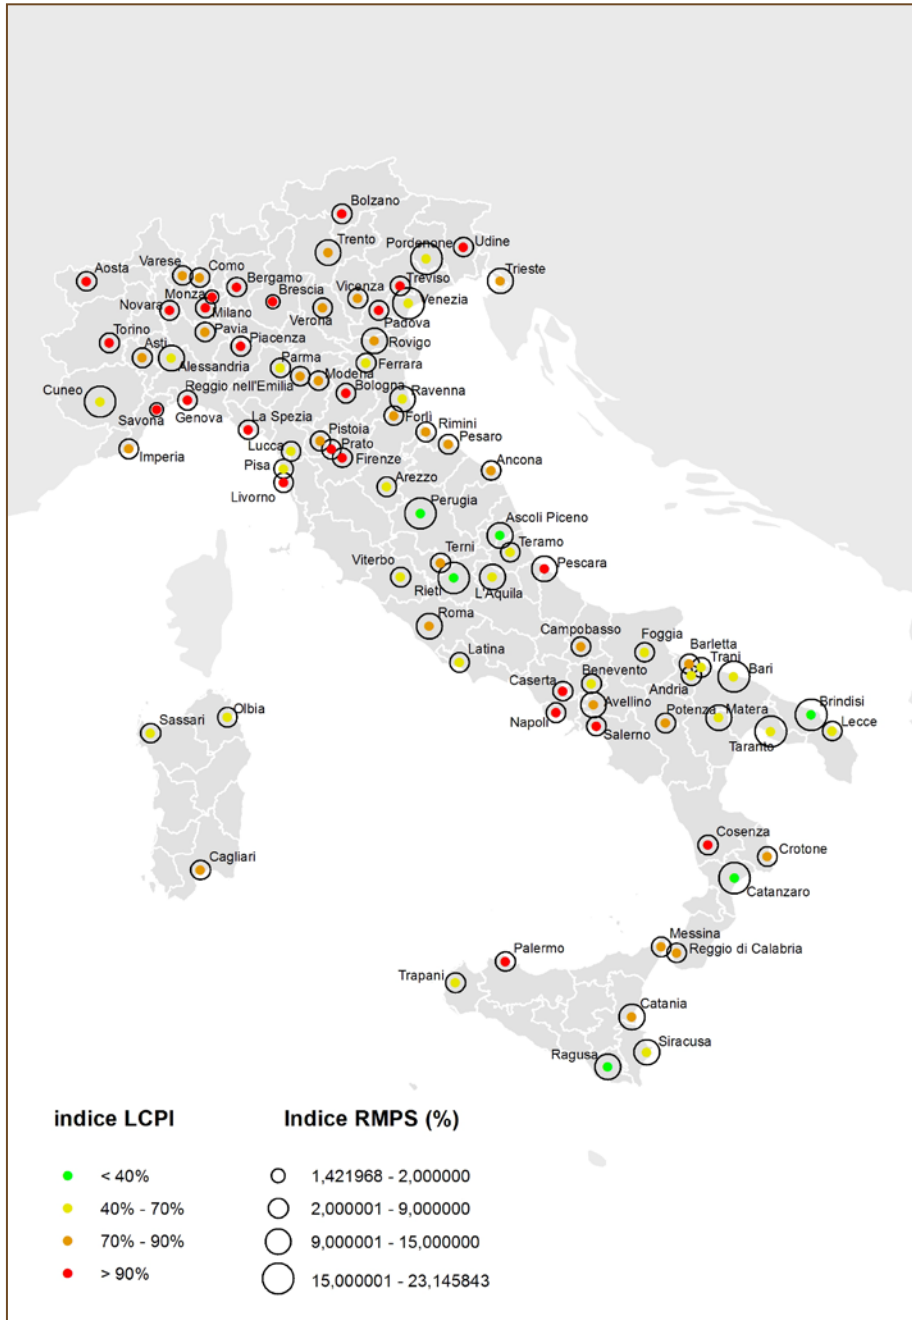 Bolzano
Trento
Pordenone
Udine
Trieste
Aosta
Varese
Como
Bergamo
Brescia
Vicenza
Treviso
Venezia
Monza
Novara
Milano
Verona
Padova
Torino
Pavia
Piacenza
Rovigo
Asti
Alessandria
Parma
Modena
Ferrara
Cuneo
Reggio nell'Emilia
Bologna
Ravenna
Savona
Genova
La Spezia
Forlì
Rimini
Pistoia
Prato
Pesaro
Imperia
Lucca
Firenze
Pisa
Ancona
Livorno
Arezzo
Perugia
Ascoli Piceno
Terni
Teramo
Viterbo
Rieti
L'Aquila
Pescara
Roma
Campobasso
Foggia
Barletta
Trani
Latina
Benevento
Bari
Caserta
Andria
Avellino
Potenza
Matera
Brindisi
Napoli
Salerno
Taranto
Lecce
Olbia
Sassari
Cagliari
Cosenza
Crotone
Catanzaro
Messina
Reggio di Calabria
Palermo
Trapani
Catania
Siracusa
Ragusa
indice LCPI
< 40%
40% - 70%
70% - 90%
> 90%
Indice RMPS (%)
1,421968 - 2,000000
2,000001 - 9,000000
9,000001 - 15,000000
15,000001 - 23,145843